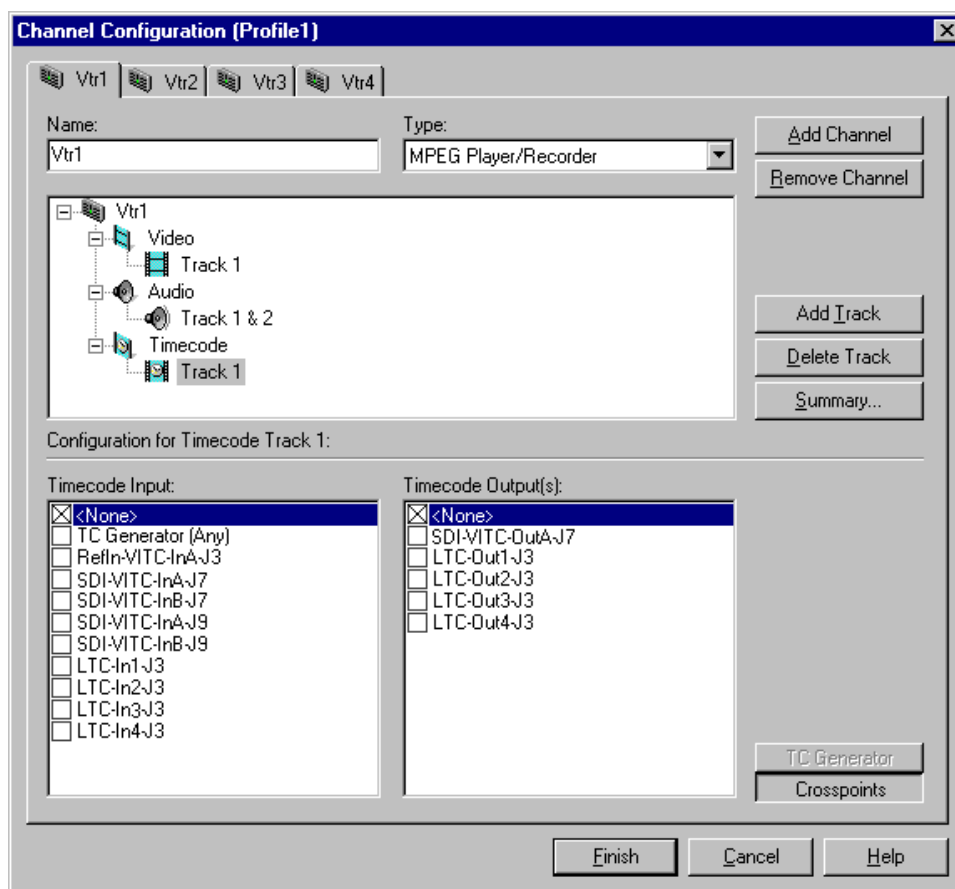 Channel Configuration (Profile1)
Vtr1 Vtr2 Vtr3 Vtr4
Name:
Type:
Vtr1
MPEG Player/Recorder
Add Channel
Remove Channel
Vtr1
Video
Track 1
Audio
Track 1 & 2
Timecode
Track 1
Add Track
Delete Track
Summary...
Configuration for Timecode Track 1:
Timecode Input:
<None>
TC Generator (Any)
RefIn-VITC-InA-J3
SDI-VITC-InA-J7
SDI-VITC-InB-J7
SDI-VITC-InA-J9
SDI-VITC-InB-J9
LTC-In1-J3
LTC-In2-J3
LTC-In3-J3
LTC-In4-J3
Timecode Output(s):
<None>
SDI-VITC-OutA-J7
LTC-Out1-J3
LTC-Out2-J3
LTC-Out3-J3
LTC-Out4-J3
TC Generator
Crosspoints
Finish
Cancel
Help